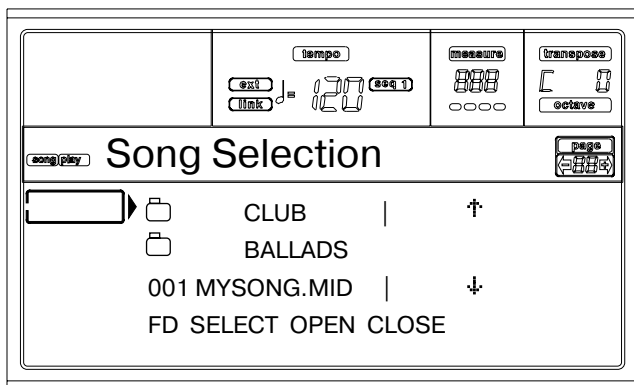 tempo
measure
transpose
ext
link
♩= 120
seq 1
888
C 0
octave
song play
Song Selection
page
-88+
CLUB | ↑
BALLADS
001 MYSONG.MID | ↓
FD SELECT OPEN CLOSE